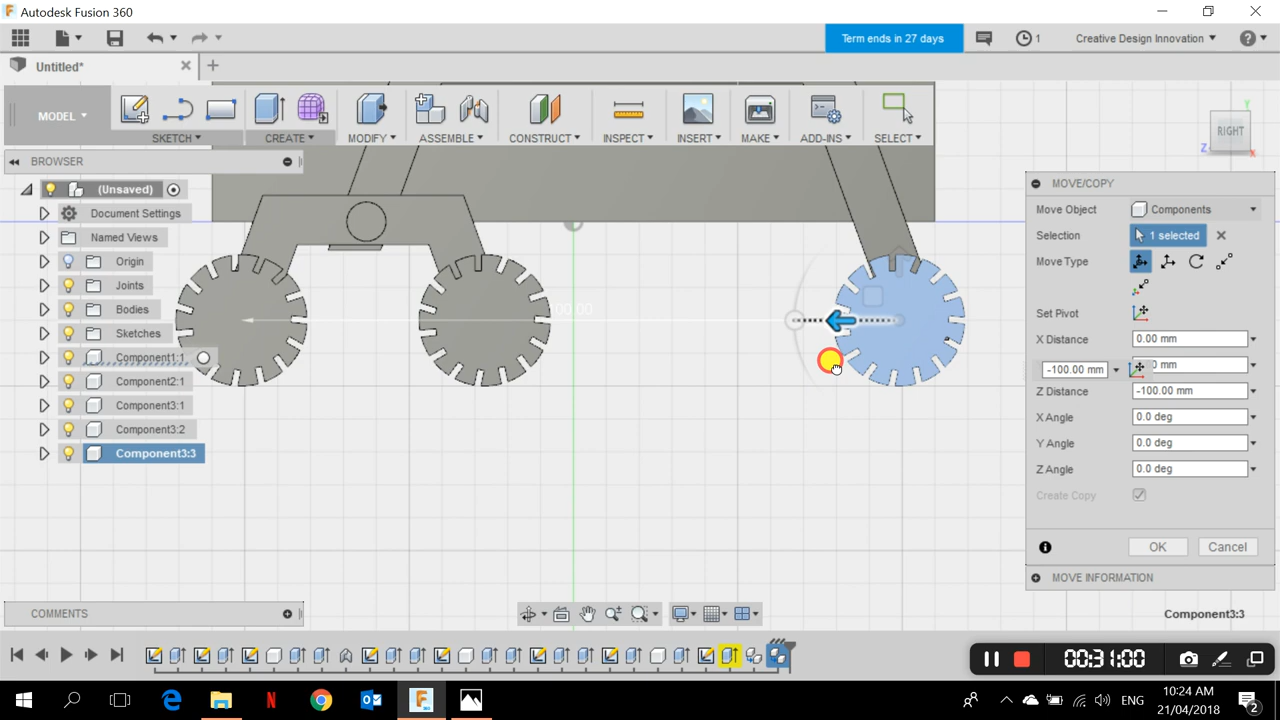 Autodesk Fusion 360
Term ends in 27 days
1
Creative Design Innovation
Untitled*
MODEL
SKETCH
CREATE
MODIFY
ASSEMBLE
CONSTRUCT
INSPECT
INSERT
MAKE
ADD-INS
SELECT
RIGHT
Y
Z
X
BROWSER
(Unsaved)
Document Settings
Named Views
Origin
Joints
Bodies
Sketches
Component1:1
Component2:1
Component3:1
Component3:2
Component3:3
MOVE/COPY
Move Object
Components
Selection
1 selected
Move Type
Set Pivot
X Distance
0.00 mm
-100.00 mm
mm
Z Distance
-100.00 mm
X Angle
0.0 deg
Y Angle
0.0 deg
Z Angle
0.0 deg
Create Copy
OK
Cancel
MOVE INFORMATION
COMMENTS
Component3:3
00:31:00
ENG
10:24 AM
21/04/2018
2